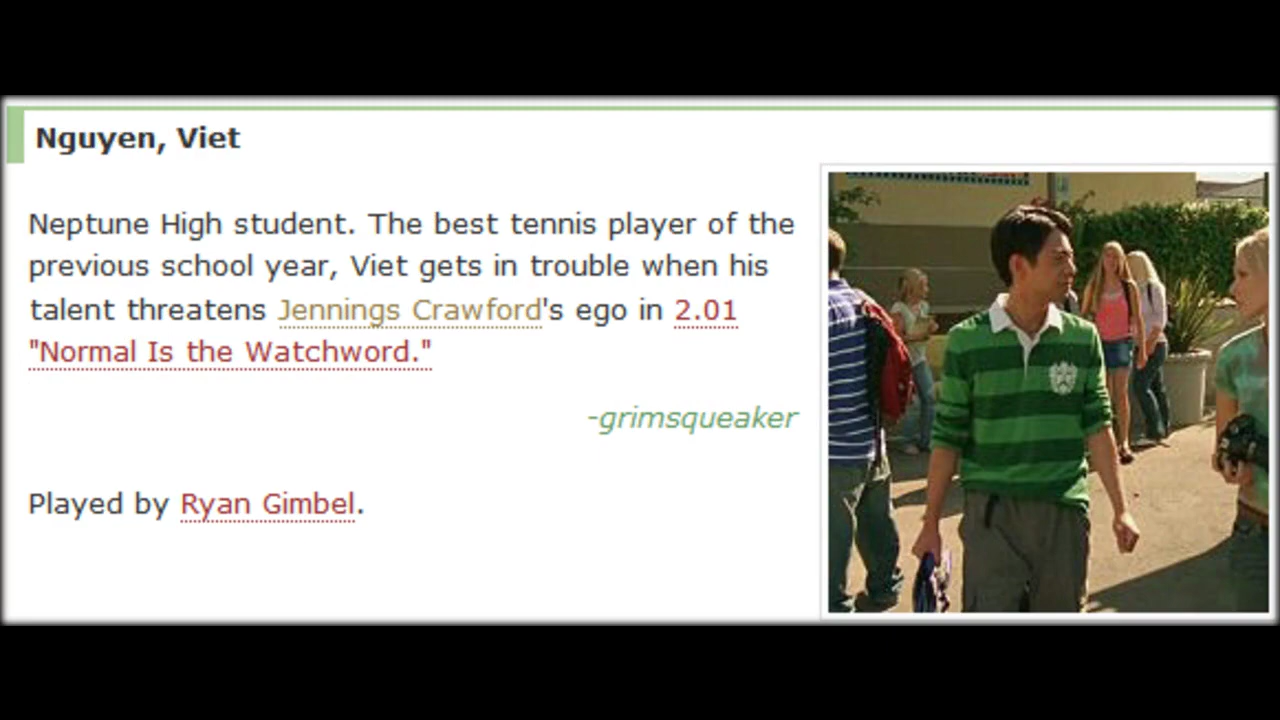 Nguyen, Viet
Neptune High student. The best tennis player of the
previous school year, Viet gets in trouble when his
talent threatens Jennings Crawford's ego in 2.01
"Normal Is the Watchword."
-grimsqueaker
Played by Ryan Gimbel.